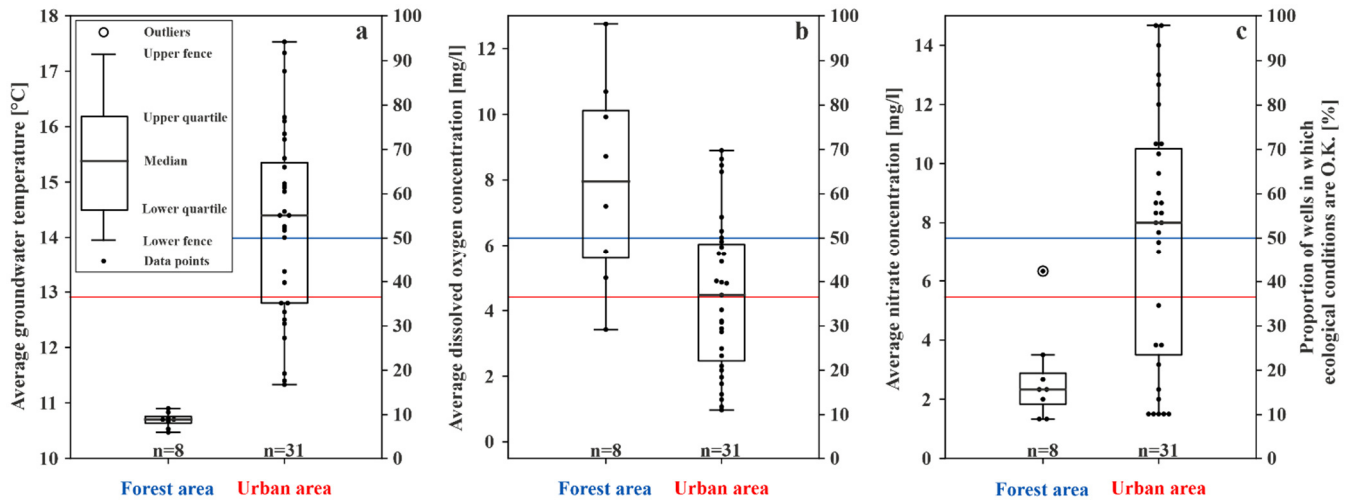 18
17
16
15
14
13
12
11
10
Average groundwater temperature [°C]
Outliers
Upper fence
Upper quartile
Median
Lower quartile
Lower fence
Data points
a
100
90
80
70
60
50
40
30
20
10
0
n=8
n=31
Forest area
Urban area
12
10
8
6
4
2
0
Average dissolved oxygen concentration [mg/l]
b
100
90
80
70
60
50
40
30
20
10
0
n=8
n=31
Forest area
Urban area
14
12
10
8
6
4
2
0
Average nitrate concentration [mg/l]
c
100
90
80
70
60
50
40
30
20
10
0
Proportion of wells in which
ecological conditions are O.K. [%]
n=8
n=31
Forest area
Urban area